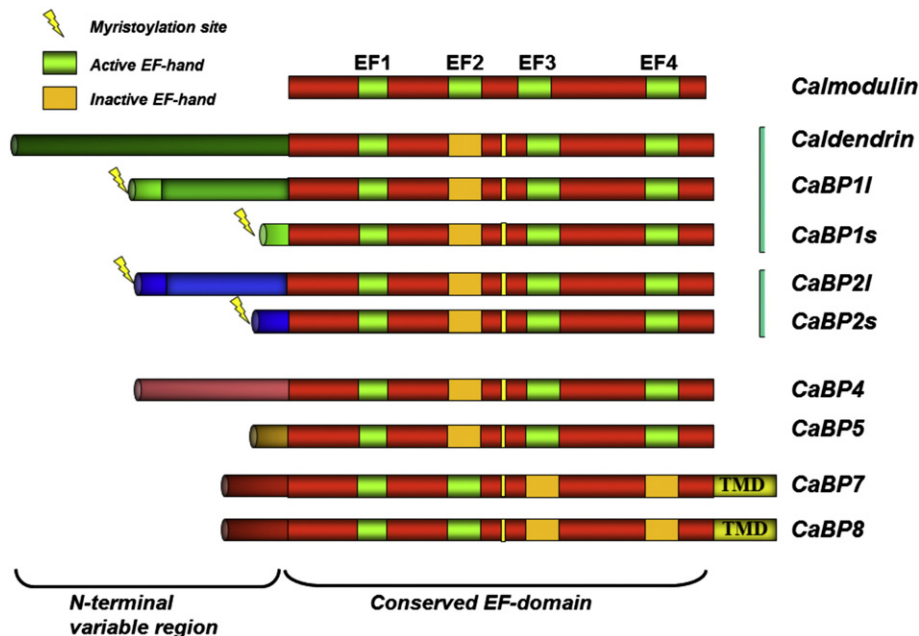 Myristoylation site
Active EF-hand
Inactive EF-hand
EF1 EF2 EF3 EF4
Calmodulin
Caldendrin
CaBP1l
CaBP1s
CaBP2l
CaBP2s
CaBP4
CaBP5
TMD CaBP7
TMD CaBP8
N-terminal
variable region
Conserved EF-domain